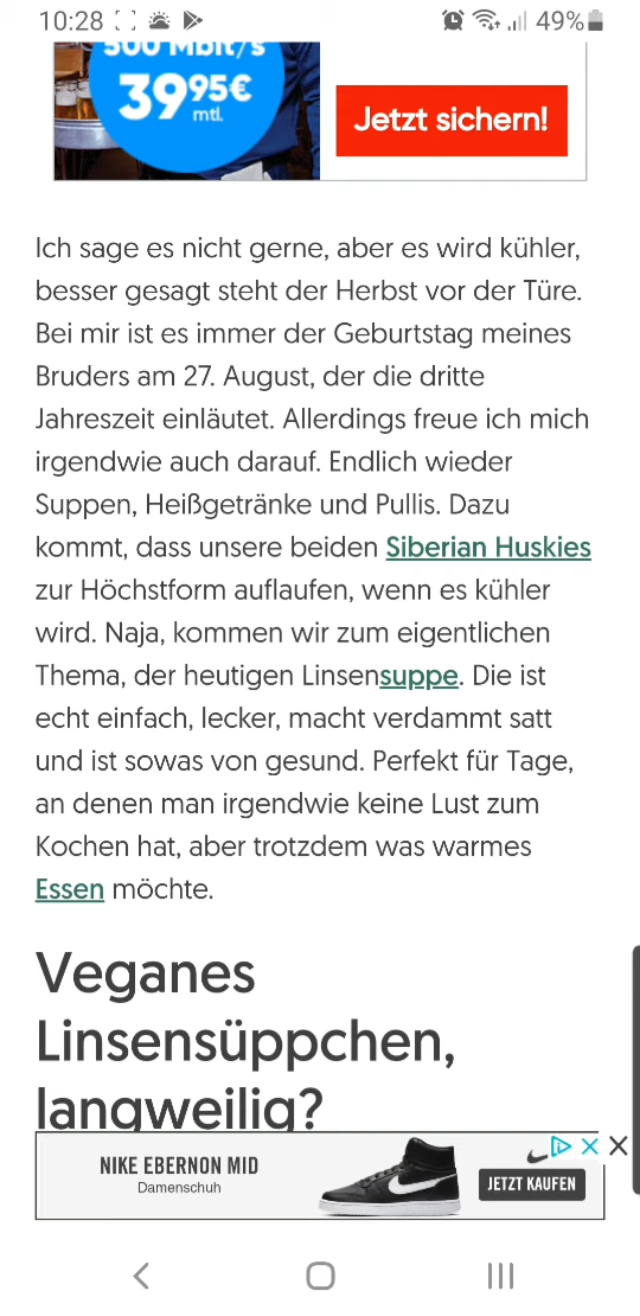 10:28
49%
500 Mbit/s
39 95€
mtl.
Jetzt sichern!
Ich sage es nicht gerne, aber es wird kühler,
besser gesagt steht der Herbst vor der Türe.
Bei mir ist es immer der Geburtstag meines
Bruders am 27. August, der die dritte
Jahreszeit einläutet. Allerdings freue ich mich
irgendwie auch darauf. Endlich wieder
Suppen, Heißgetränke und Pullis. Dazu
kommt, dass unsere beiden Siberian Huskies
zur Höchstform auflaufen, wenn es kühler
wird. Naja, kommen wir zum eigentlichen
Thema, der heutigen Linsensuppe. Die ist
echt einfach, lecker, macht verdammt satt
und ist sowas von gesund. Perfekt für Tage,
an denen man irgendwie keine Lust zum
Kochen hat, aber trotzdem was warmes
Essen möchte.
Veganes
Linsensüppchen,
langweilig?
NIKE EBERNON MID
Damenschuh
JETZT KAUFEN